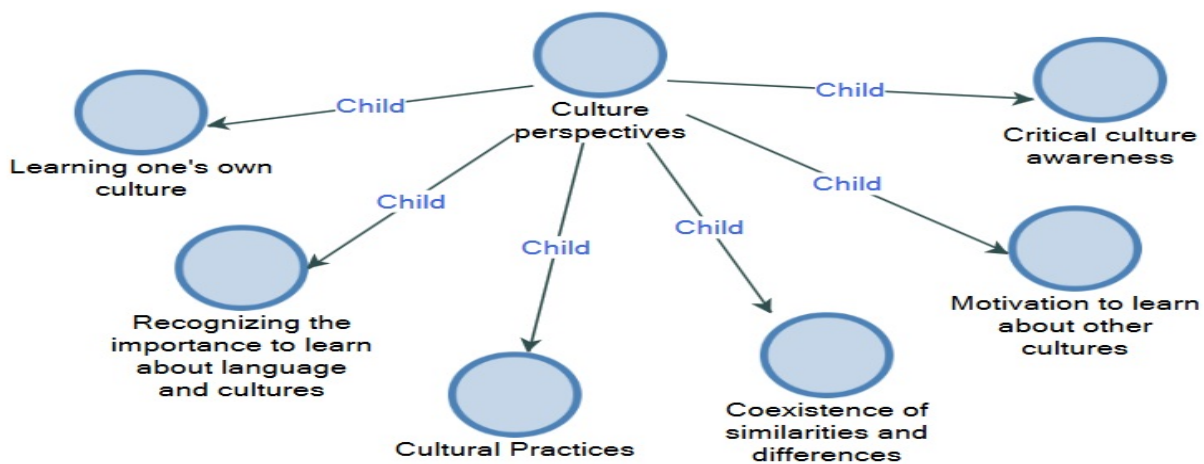 Culture
perspectives
Child
Learning one's own
culture
Child
Recognizing the
importance to learn
about language
and cultures
Child
Cultural Practices
Child
Coexistence of
similarities and
differences
Child
Motivation to learn
about other
cultures
Child
Critical culture
awareness